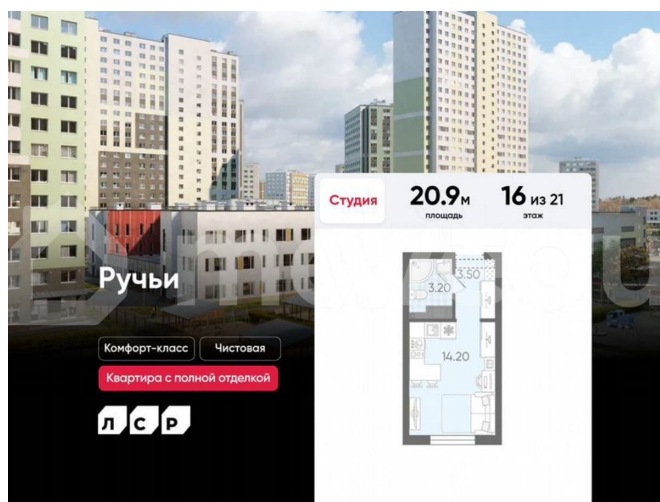 Студия
20.9м
площадь
16 из 21
этаж
3.50
3.20
14.20
Ручьи
Комфорт-класс
Чистовая
Квартира с полной отделкой
ЛСР